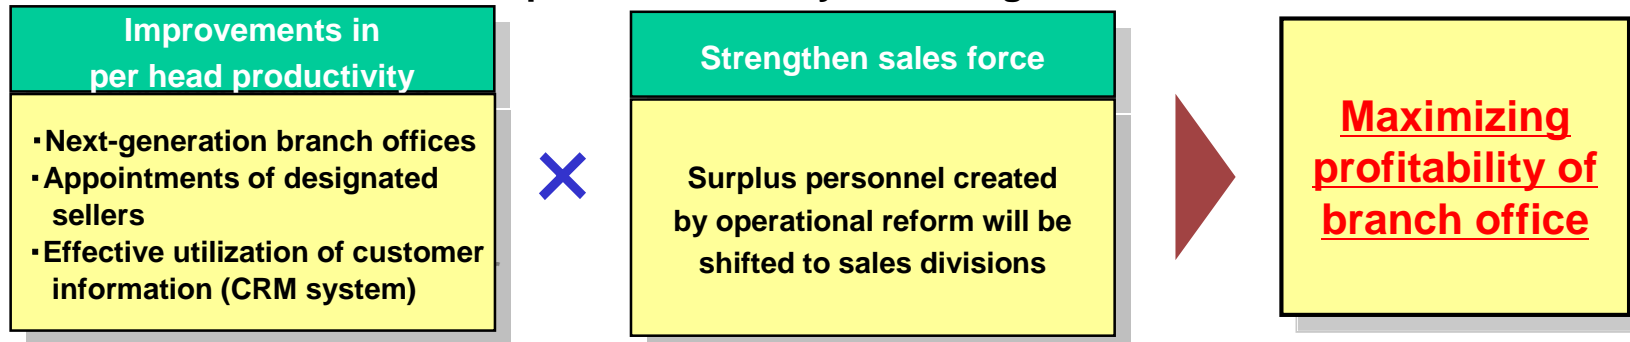 Improvements in
per head productivity
・Next-generation branch offices
・Appointments of designated
sellers
・Effective utilization of customer
information (CRM system)
×
Strengthen sales force
Surplus personnel created
by operational reform will be
shifted to sales divisions
Maximizing
profitability of
branch office